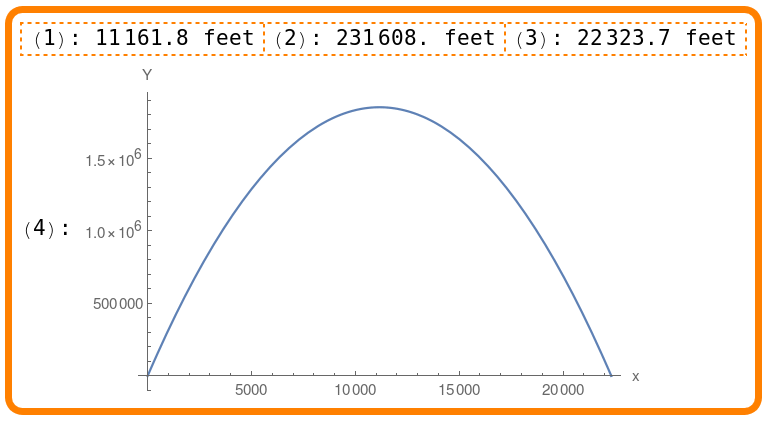 (1): 11161.8 feet (2): 231608. feet (3): 22323.7 feet
Y
1.5×10^6
(4): 1.0×10^6
500000
5000 10000 15000 20000 x